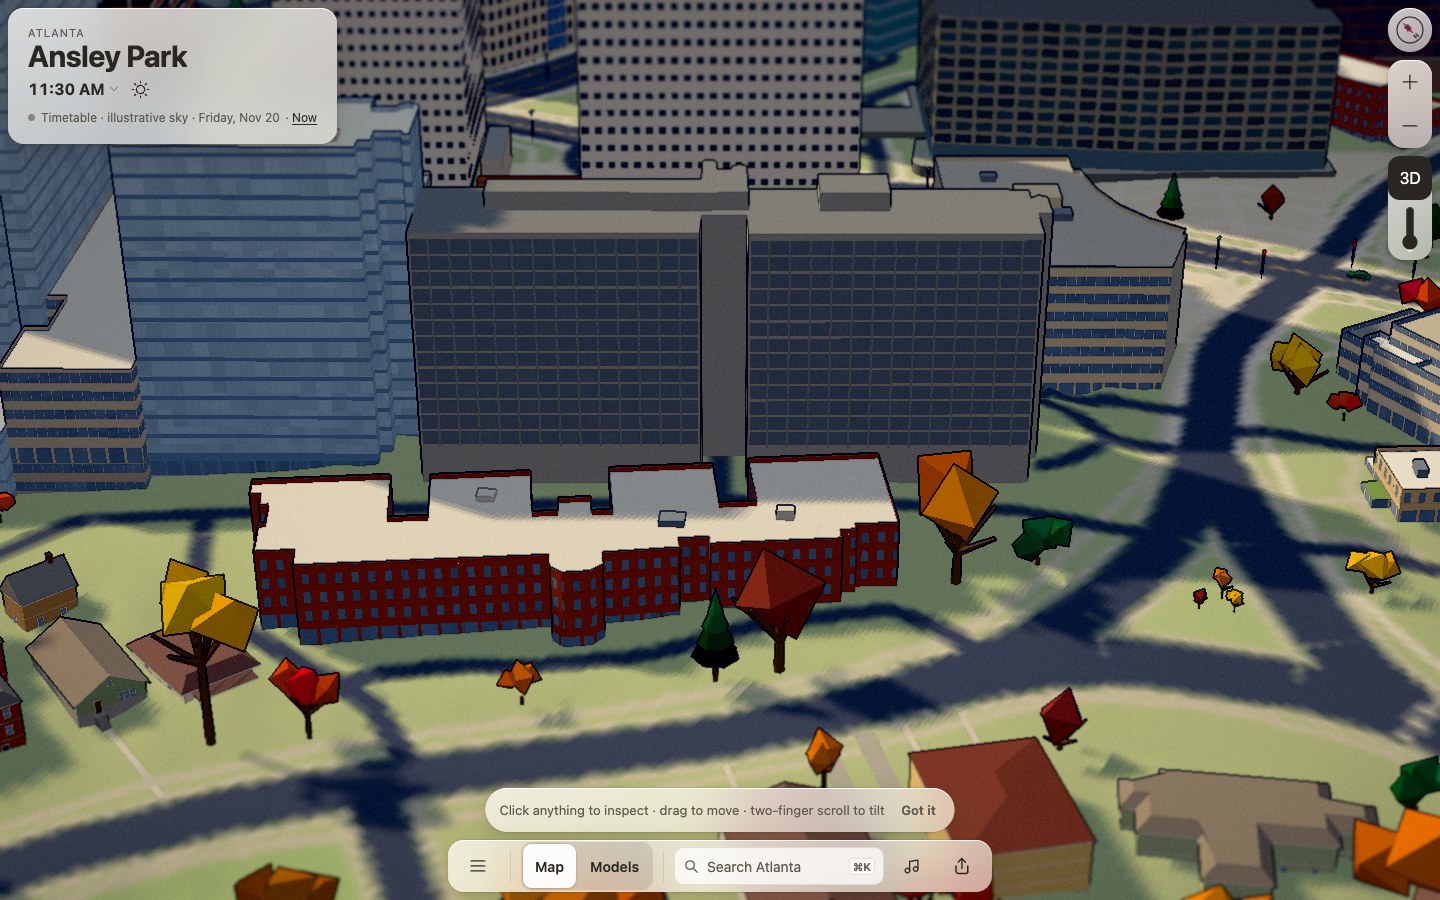 ATLANTA
Ansley Park
11:30 AM
Timetable · illustrative sky · Friday, Nov 20 · Now
N
3D
Click anything to inspect · drag to move · two-finger scroll to tilt Got it
Map Models Search Atlanta ⌘K